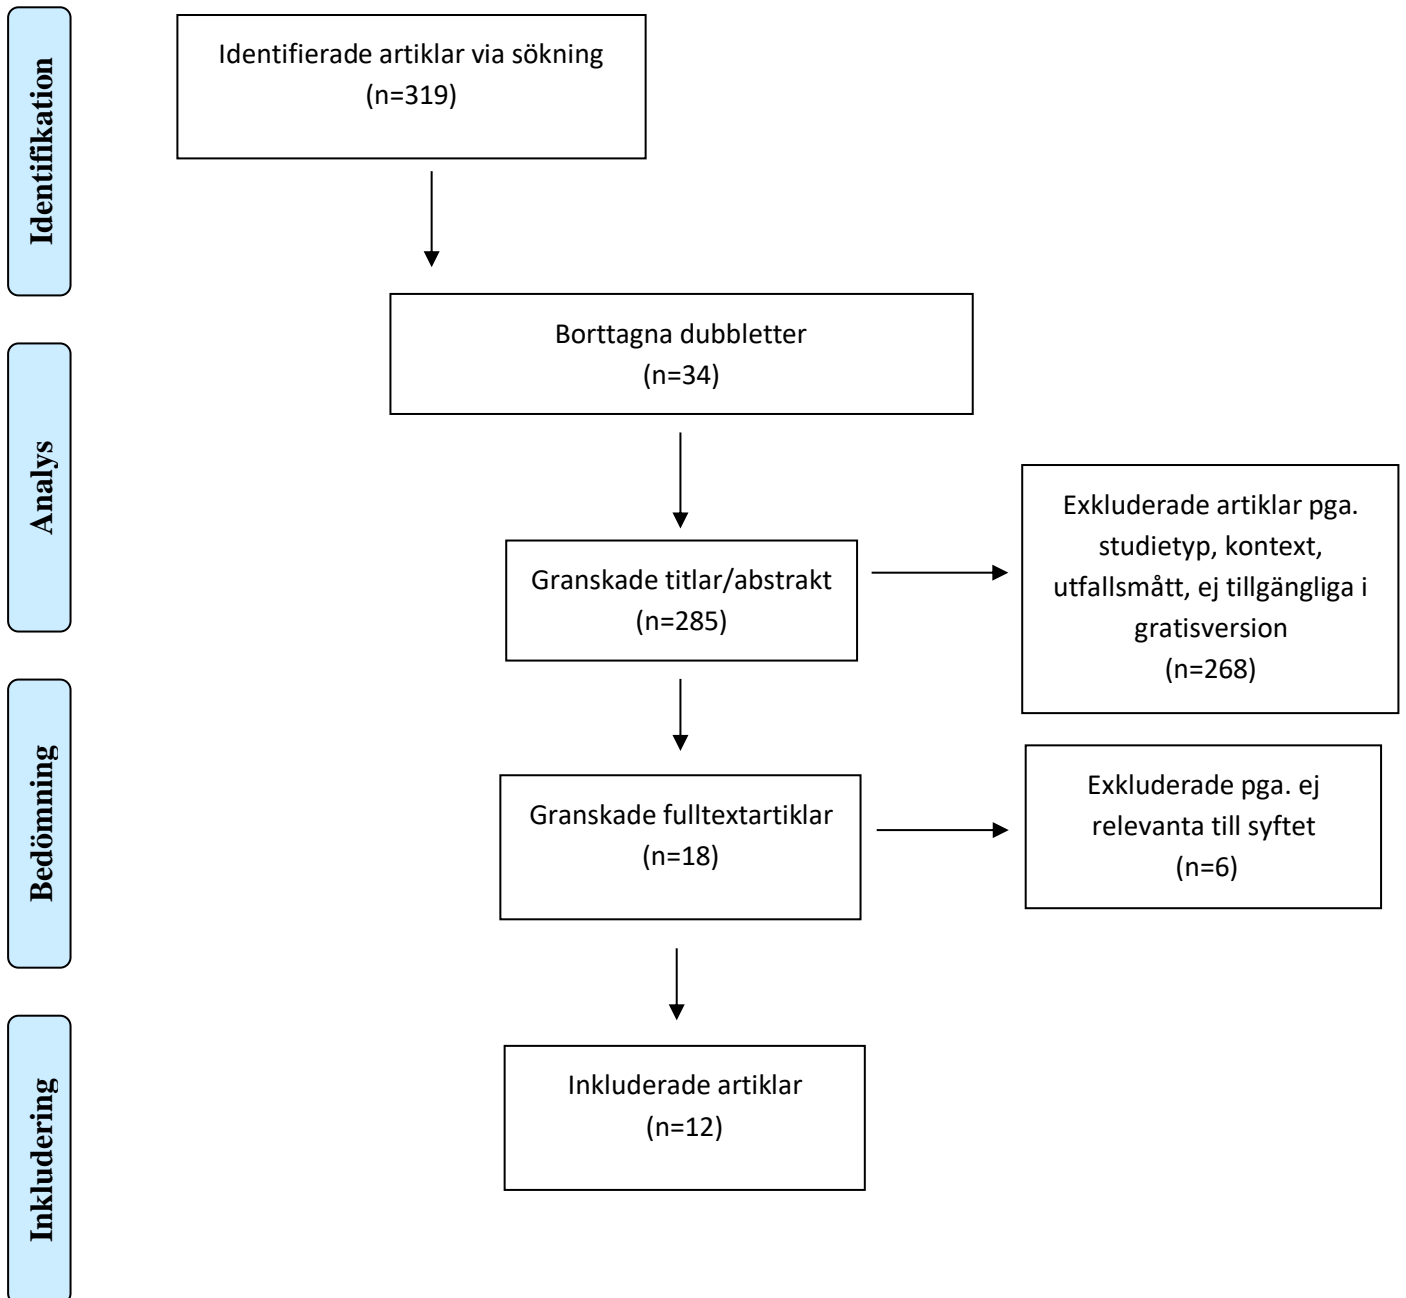 Identifikation
Identifierade artiklar via sökning
(n=319)
Borttagna dubbletter
(n=34)
Analys
Granskade titlar/abstrakt
(n=285)
Exkluderade artiklar pga.
studietyp, kontext,
utfallsmått, ej tillgängliga i
gratisversion
(n=268)
Bedömning
Granskade fulltextartiklar
(n=18)
Exkluderade pga. ej
relevanta till syftet
(n=6)
Inkludering
Inkluderade artiklar
(n=12)